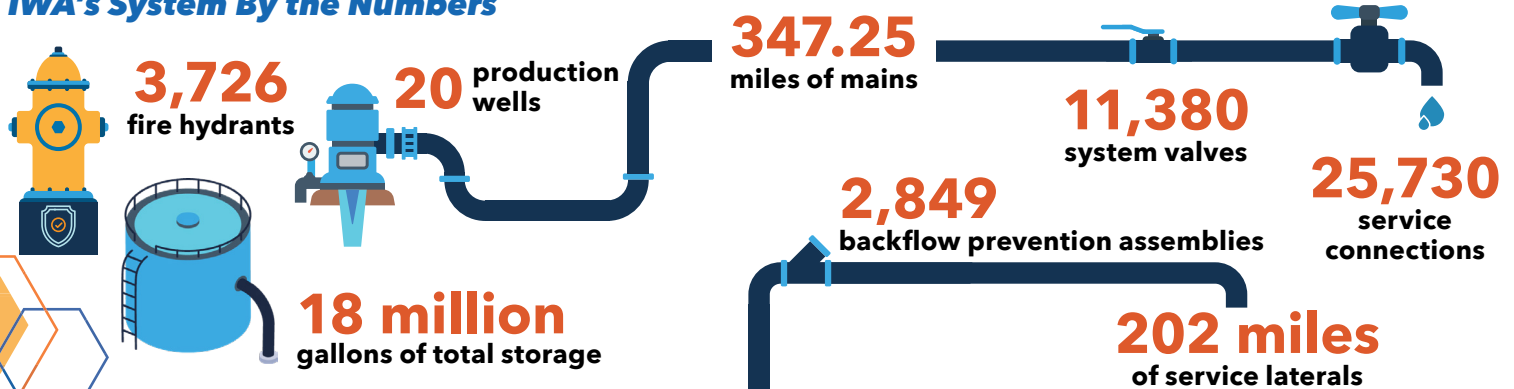 IWA's System By the Numbers
3,726
fire hydrants
20 production
wells
347.25
miles of mains
11,380
system valves
25,730
service
connections
2,849
backflow prevention assemblies
18 million
gallons of total storage
202 miles
of service laterals